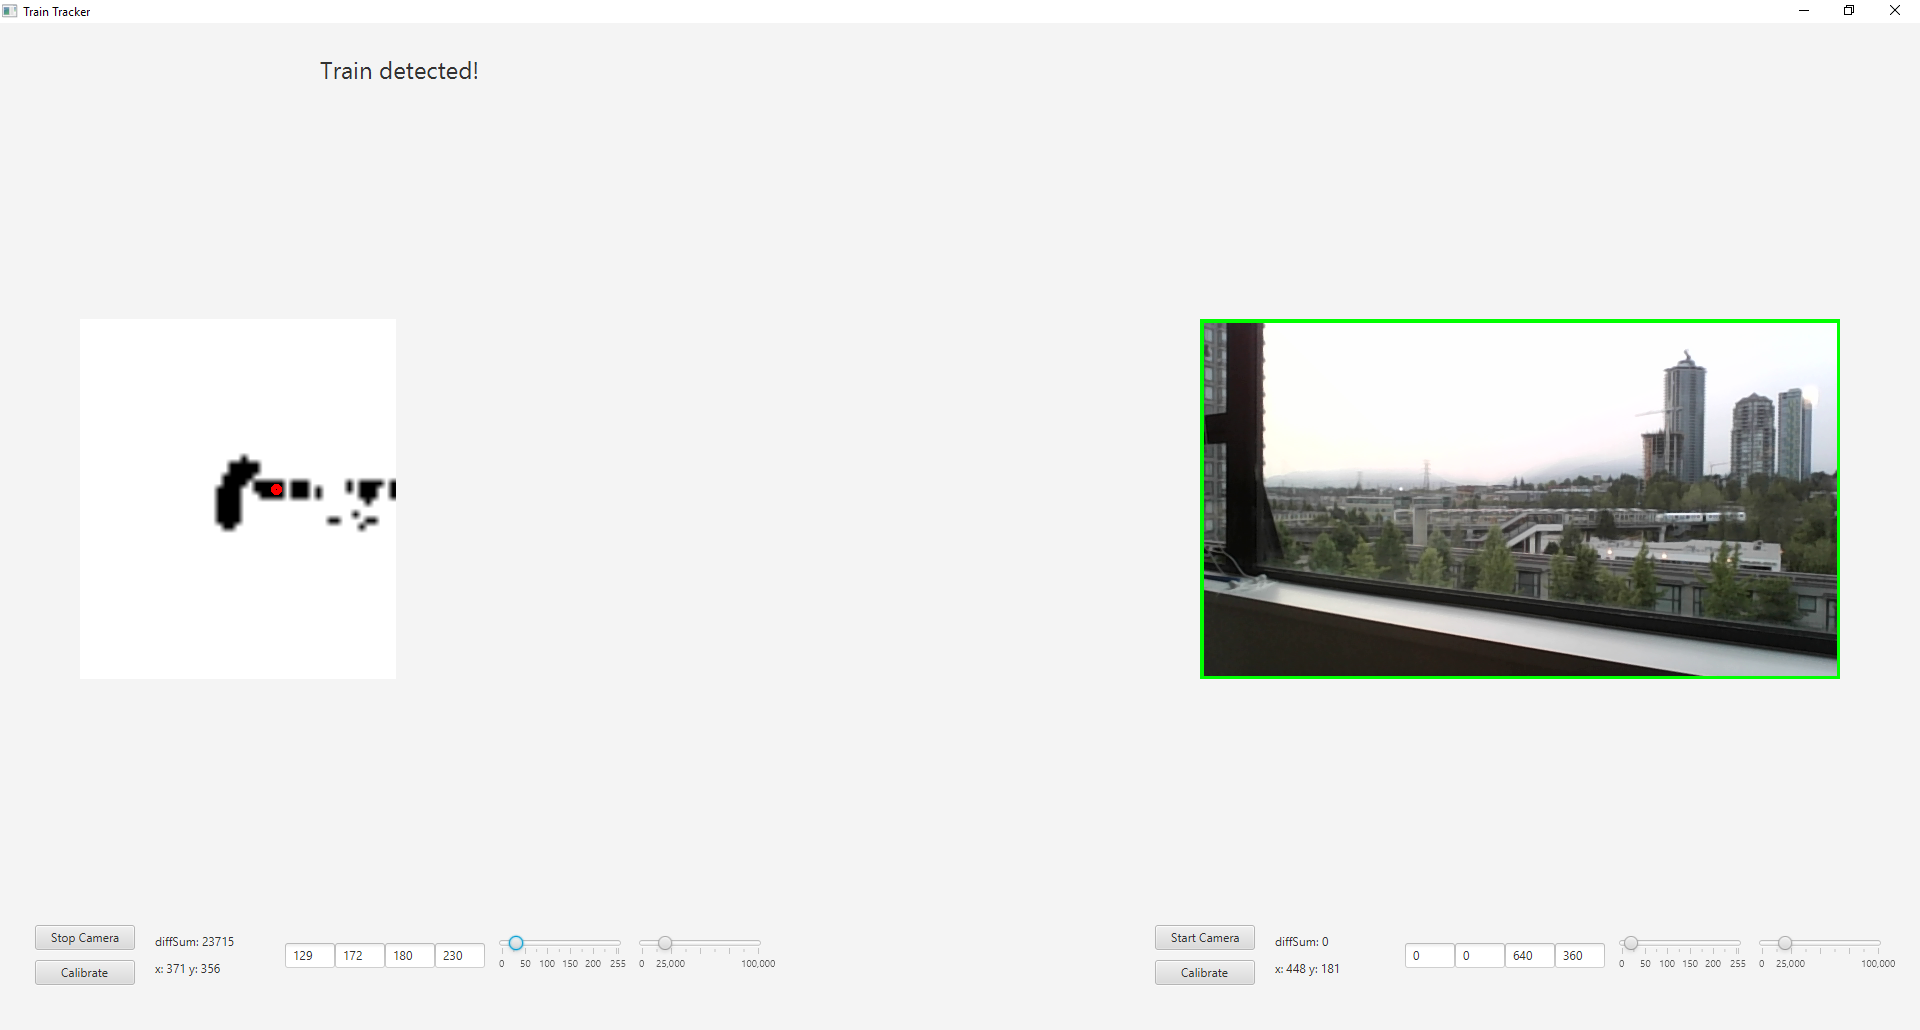 Train Tracker
Train detected!
Stop Camera
Calibrate
diffSum: 23715
x: 371 y: 356
129 172 180 230
0 50 100 150 200 255
0 25,000 100,000
Start Camera
Calibrate
diffSum: 0
x: 448 y: 181
0 0 640 360
0 50 100 150 200 255
0 25,000 100,000